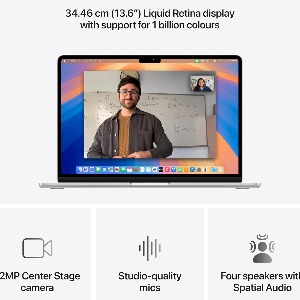 34.46 cm (13.6″) Liquid Retina display
with support for 1 billion colours
2MP Center Stage
camera
Studio-quality
mics
Four speakers with
Spatial Audio